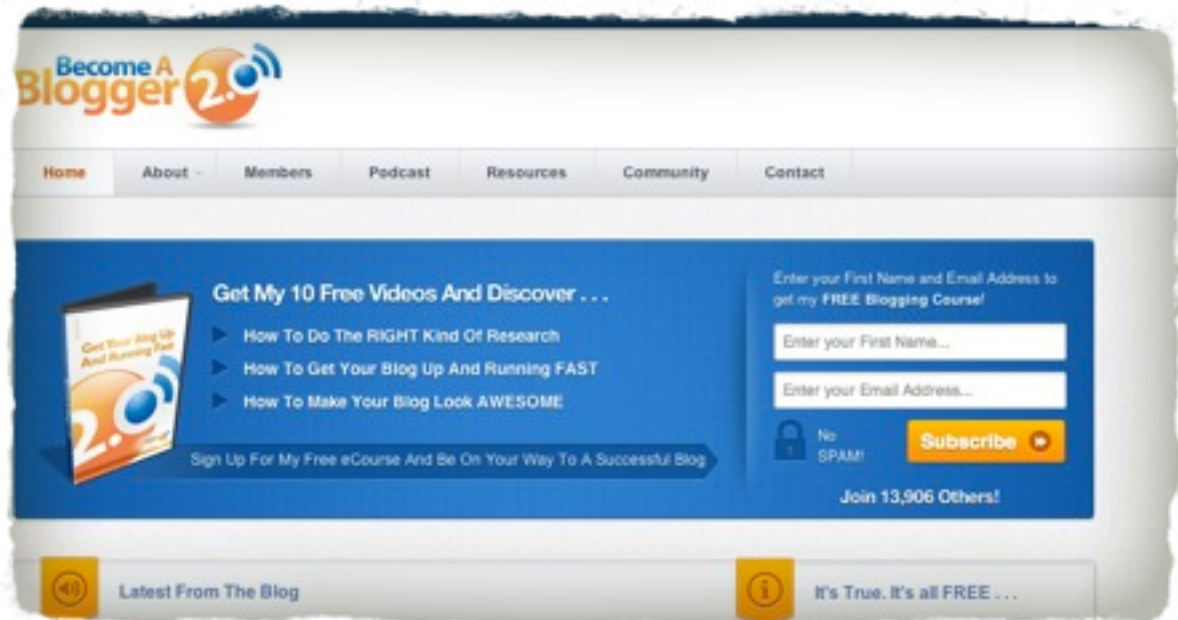 Become A
Blogger 2.0
Home About Members Podcast Resources Community Contact
Get My 10 Free Videos And Discover . . .
How To Do The RIGHT Kind Of Research
How To Get Your Blog Up And Running FAST
How To Make Your Blog Look AWESOME
Sign Up For My Free eCourse And Be On Your Way To A Successful Blog
Get Your Blog Up
And Running Fast
2.0
Enter your First Name and Email Address to
get my FREE Blogging Course!
Enter your First Name...
Enter your Email Address...
No
SPAM!
Subscribe
Join 13,906 Others!
Latest From The Blog
It's True. It's all FREE . . .